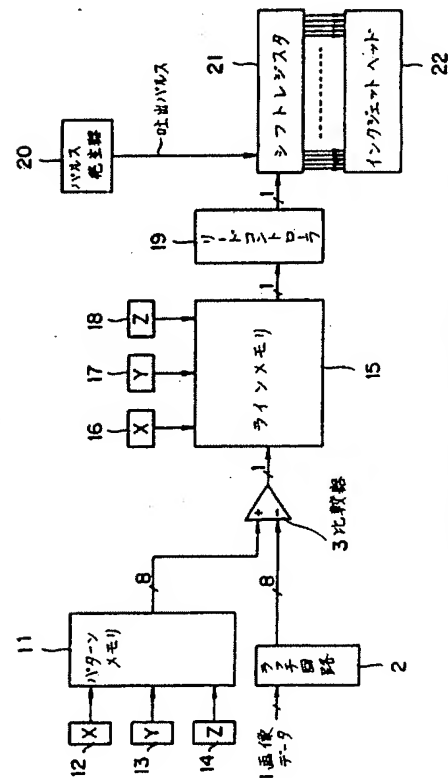 20
パルス
発生器
吐出パルス
21
シフトレジスタ
インクジェットヘッド
22
1
19
リードコントローラ
1
18
Z
17
Y
16
X
ラインメモリ
15
1
+
-
3比較器
8
8
11
パターン
メモリ
12
X
13
Y
14
Z
ラッチ
回路
2
1画像
データ